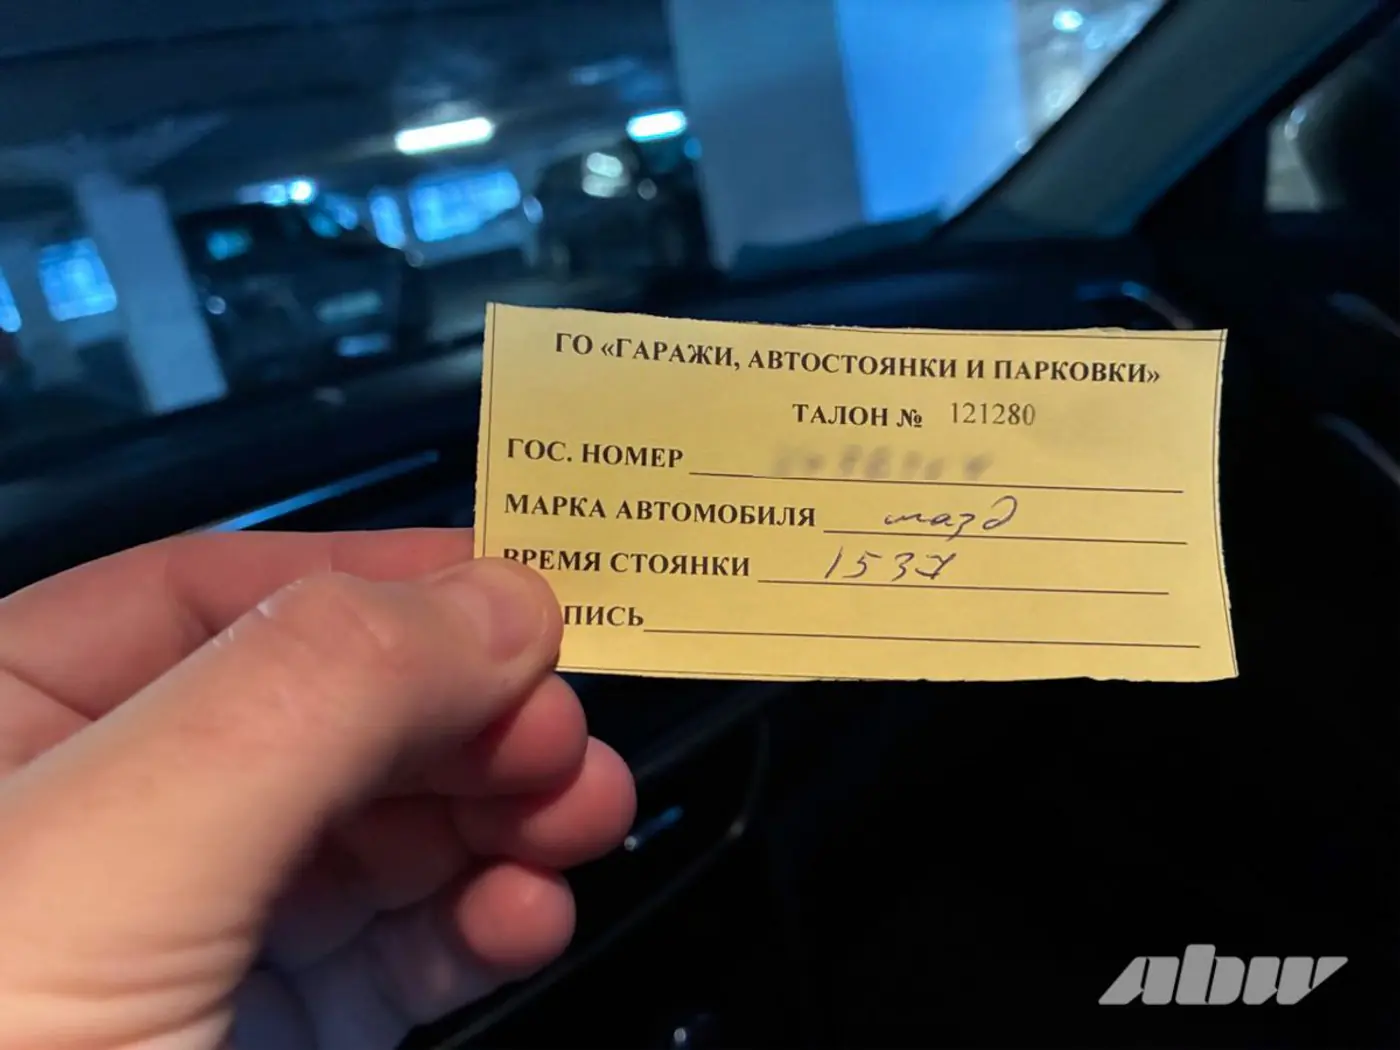 ГО «ГАРАЖИ, АВТОСТОЯНКИ И ПАРКОВКИ»
ТАЛОН № 121280
ГОС. НОМЕР
МАРКА АВТОМОБИЛЯ мазд
ВРЕМЯ СТОЯНКИ 1537
ПИСЬ
abw